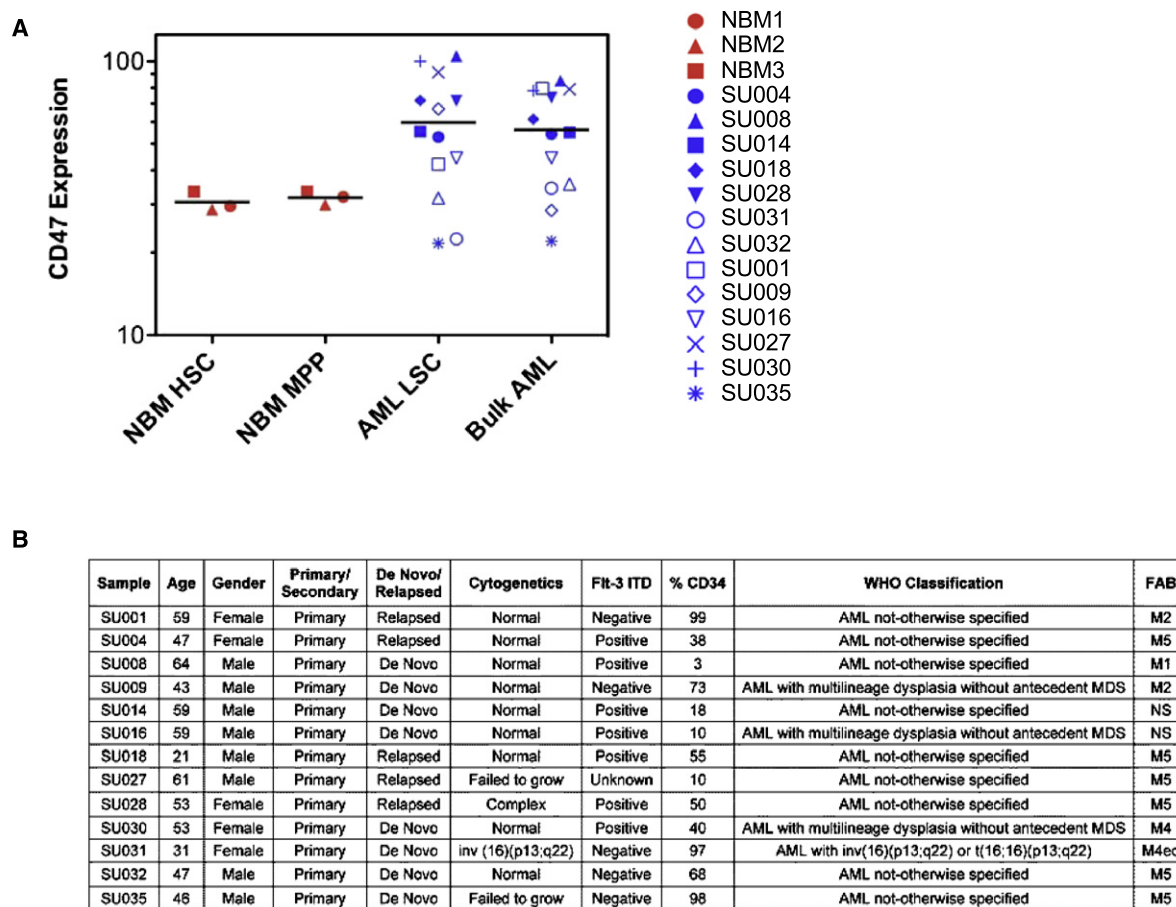 A
CD47 Expression
100
10
NBM HSC
NBM MPP
AML LSC
Bulk AML
NBM1
NBM2
NBM3
SU004
SU008
SU014
SU018
SU028
SU031
SU032
SU001
SU009
SU016
SU027
SU030
SU035
B
Sample Age Gender Primary/ Secondary De Novo/ Relapsed Cytogenetics Flt-3 ITD % CD34 WHO Classification FAB
SU001 59 Female Primary Relapsed Normal Negative 99 AML not-otherwise specified M2
SU004 47 Female Primary Relapsed Normal Positive 38 AML not-otherwise specified M5
SU008 64 Male Primary De Novo Normal Positive 3 AML not-otherwise specified M1
SU009 43 Male Primary De Novo Normal Negative 73 AML with multilineage dysplasia without antecedent MDS M2
SU014 59 Male Primary De Novo Normal Positive 18 AML not-otherwise specified NS
SU016 59 Male Primary De Novo Normal Positive 10 AML with multilineage dysplasia without antecedent MDS NS
SU018 21 Male Primary Relapsed Normal Positive 55 AML not-otherwise specified M5
SU027 61 Male Primary Relapsed Failed to grow Unknown 10 AML not-otherwise specified M5
SU028 53 Female Primary Relapsed Complex Positive 50 AML not-otherwise specified M5
SU030 53 Female Primary De Novo Normal Positive 40 AML with multilineage dysplasia without antecedent MDS M4
SU031 31 Female Primary De Novo inv (16)(p13;q22) Negative 97 AML with inv(16)(p13;q22) or t(16;16)(p13;q22) M4eo
SU032 47 Male Primary De Novo Normal Negative 68 AML not-otherwise specified M5
SU035 46 Male Primary De Novo Failed to grow Negative 98 AML not-otherwise specified M5